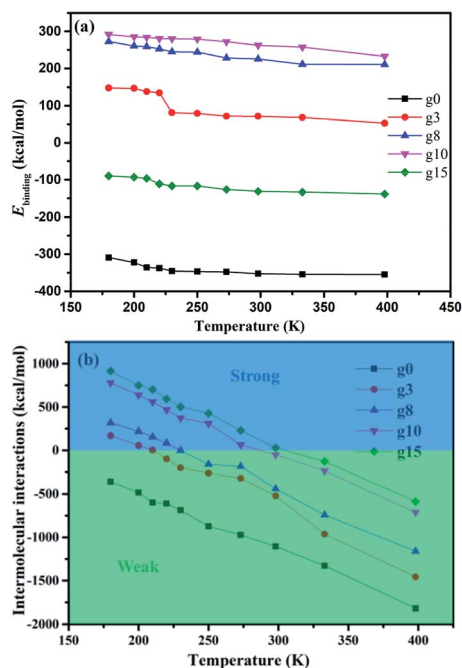 (a)
300
200
100
0
-100
-200
-300
-400
E binding (kcal/mol)
g0
g3
g8
g10
g15
150
200
250
300
350
400
450
Temperature (K)
(b)
1000
500
0
-500
-1000
-1500
-2000
Intermolecular interactions (kcal/mol)
Strong
Weak
g0
g3
g8
g10
g15
150
200
250
300
350
400
450
Temperature (K)